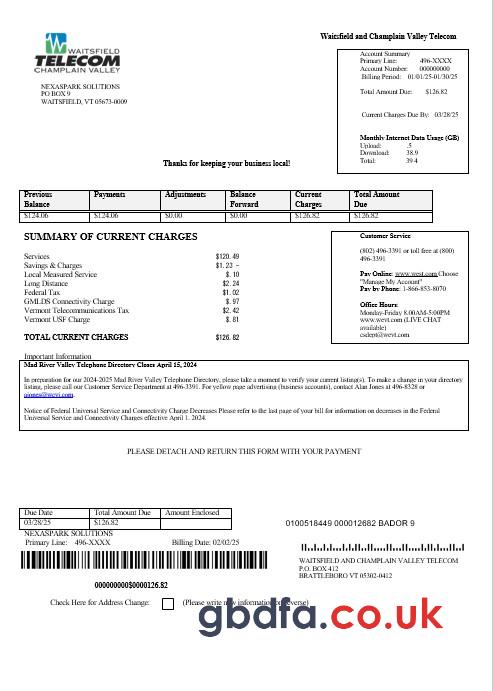 Waitsfield and Champlain Valley Telecom
WAITSFIELD
TELECOM
CHAMPLAIN VALLEY
NEXASPARK SOLUTIONS
PO BOX 9
WAITSFIELD, VT 05673-0009
Account Summary
Primary Line: 496-XXXX
Account Number: 000000000
Billing Period: 01/01/25-01/30/25
Total Amount Due: $126.82
Current Charges Due By: 03/28/25
Monthly Internet Data Usage (GB)
Upload: .5
Download: 38.9
Total: 39.4
Thanks for keeping your business local!
Previous Balance Payments Adjustments Balance Forward Current Charges Total Amount Due
$124.06 $124.06 $0.00 $0.00 $126.82 $126.82
SUMMARY OF CURRENT CHARGES
Services $120.49
Savings & Charges $1.23 -
Local Measured Service $.10
Long Distance $2.24
Federal Tax $1.02
GMLDS Connectivity Charge $.97
Vermont Telecommunications Tax $2.42
Vermont USF Charge $.81
TOTAL CURRENT CHARGES $126.82
Customer Service
(802) 496-3391 or toll free at (800)
496-3391
Pay Online: www.wcvt.com Choose
"Manage My Account"
Pay by Phone: 1-866-853-8070
Office Hours:
Monday-Friday 8:00AM-5:00PM
www.wcvt.com (LIVE CHAT
available)
csdept@wcvt.com
Important Information
Mad River Valley Telephone Directory Closes April 15, 2024
In preparation for our 2024-2025 Mad River Valley Telephone Directory, please take a moment to verify your current listing(s). To make a change in your directory
listing, please call our Customer Service Department at 496-3391. For yellow page advertising (business accounts), contact Alan Jones at 496-8328 or
ajones@wcvt.com.
Notice of Federal Universal Service and Connectivity Charge Decreases Please refer to the last page of your bill for information on decreases in the Federal
Universal Service and Connectivity Charges effective April 1, 2024.
PLEASE DETACH AND RETURN THIS FORM WITH YOUR PAYMENT
Due Date Total Amount Due Amount Enclosed
03/28/25 $126.82
NEXASPARK SOLUTIONS
Primary Line: 496-XXXX Billing Date: 02/02/25
0100518449 000012682 BADOR 9
WAITSFIELD AND CHAMPLAIN VALLEY TELECOM
P.O. BOX 412
BRATTLEBORO VT 05302-0412
000000000$0000126.82
Check Here for Address Change: (Please write new information on reverse)
gbdfa.co.uk